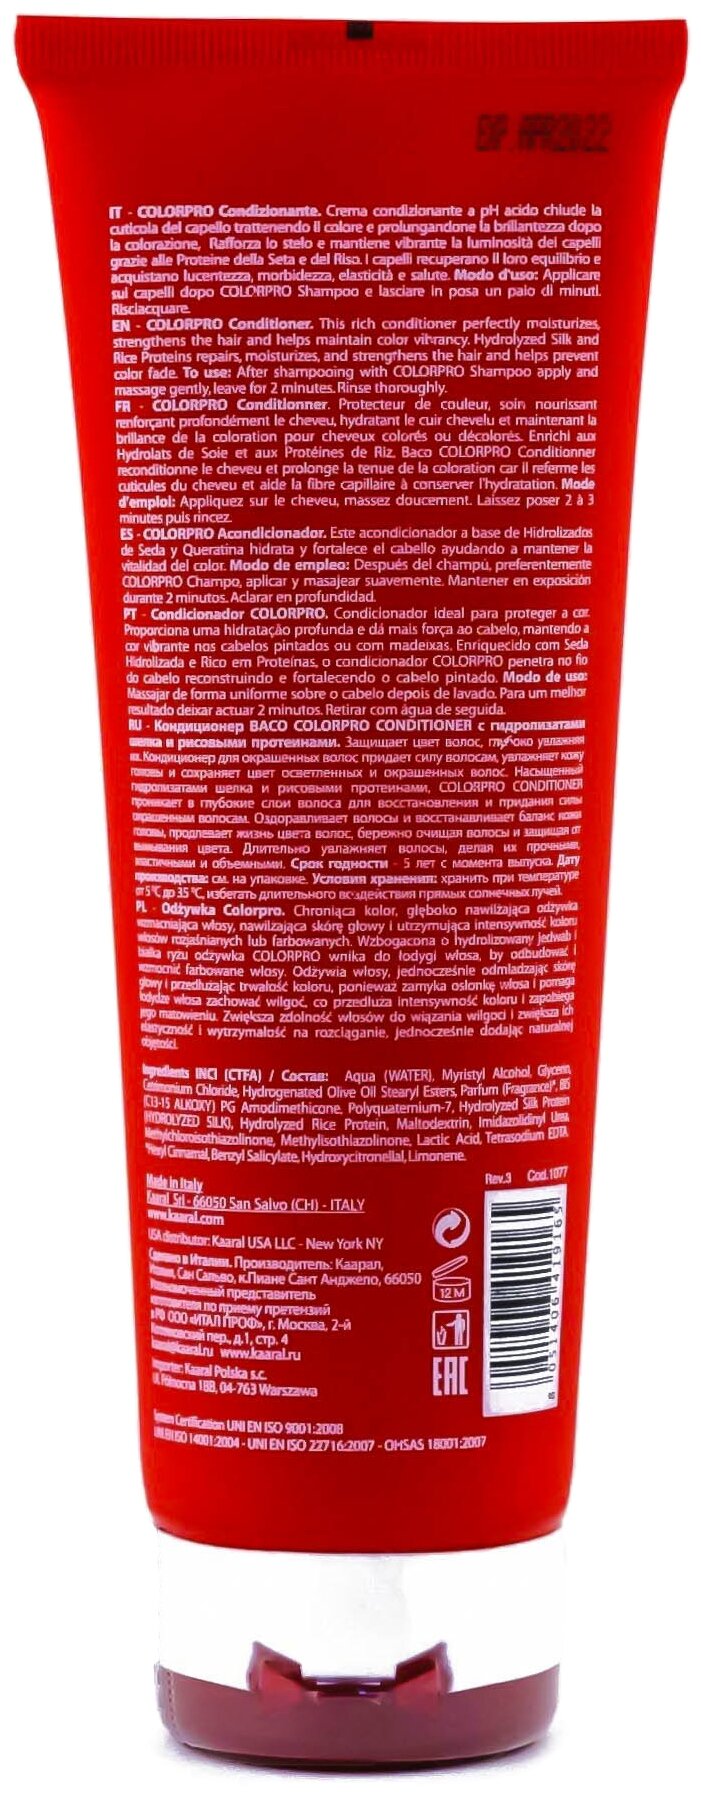 IT - COLORPRO Condizionante. Crema condizionante a pH acido chiude la
cuticola del capello trattenendo il colore e prolungandone la brillantezza dopo
la colorazione, Rafforza lo stelo e mantiene vibrante la luminosità dei capelli
grazie alle Proteine della Seta e del Riso. I capelli recuperano il loro equilibrio e
acquistano lucentezza, morbidezza, elasticità e salute. Modo d'uso: Applicare
sui capelli dopo COLORPRO Shampoo e lasciare in posa un paio di minuti.
Risciacquare.
EN - COLORPRO Conditioner. This rich conditioner perfectly moisturizes,
strengthens the hair and helps maintain color vibrancy. Hydrolyzed Silk and
Rice Proteins repairs, moisturizes, and strengthens the hair and helps prevent
color fade. To use: After shampooing with COLORPRO Shampoo apply and
massage gently, leave for 2 minutes. Rinse thoroughly.
FR - COLORPRO Conditionner. Protecteur de couleur, soin nourissant
renforçant profondément le cheveu, hydratant le cuir chevelu et maintenant la
brillance de la coloration pour cheveux colorés ou décolorés. Enrichi aux
Hydrolats de Soie et aux Protéines de Riz. Baco COLORPRO Conditionner
reconditionne le cheveu et prolonge la tenue de la coloration car il referme les
cuticules du cheveu et aide la fibre capillaire à conserver l'hydratation. Mode
d'emploi: Appliquez sur le cheveu, massez doucement. Laissez poser 2 à 3
minutes puis rincez.
ES - COLORPRO Acondicionador. Este acondicionador a base de Hidrolizados
de Seda y Queratina hidrata y fortalece el cabello ayudando a mantener la
vitalidad del color. Modo de empleo: Después del champú, preferentemente
COLORPRO Champo, aplicar y masajear suavemente. Mantener en exposición
durante 2 minutos. Aclarar en profundidad.
PT - Condicionador COLORPRO. Condicionador ideal para proteger a cor.
Proporciona uma hidratação profunda e dá mais força ao cabelo, mantendo a
cor vibrante nos cabelos pintados ou com madeixas. Enriquecido com Seda
Hidrolizada e Rico em Proteínas, o condicionador COLORPRO penetra no fio
do cabelo reconstruindo e fortalecendo o cabelo pintado. Modo de uso:
Massajar de forma uniforme sobre o cabelo depois de lavado. Para um melhor
resultado deixar actuar 2 minutos. Retirar com água de seguida.
RU - Кондиционер BACO COLORPRO CONDITIONER с гидролизатами
шелка и рисовыми протеинами. Защищает цвет волос, глубоко увлажняя
их. Кондиционер для окрашенных волос придает силу волосам, увлажняет кожу
головы и сохраняет цвет осветленных и окрашенных волос. Насыщенный
гидролизатами шелка и рисовыми протеинами, COLORPRO CONDITIONER
проникает в глубокие слои волоса для восстановления и придания силы
окрашенным волосам. Оздоравливает волосы и восстанавливает баланс кожи
головы, продлевает жизнь цвета волос, бережно очищая волосы и защищая от
вымывания цвета. Длительно увлажняет волосы, делая их прочными,
эластичными и объемными. Срок годности - 5 лет с момента выпуска. Дату
производства: см. на упаковке. Условия хранения: хранить при температуре
от 5 °C до 35 °C, избегать длительного воздействия прямых солнечных лучей.
PL - Odżywka Colorpro. Chroniąca kolor, głęboko nawilżająca odżywka
wzmacniająca włosy, nawilżająca skórę głowy i utrzymująca intensywność koloru
włosów rozjaśnianych lub farbowanych. Wzbogacona o hydrolizowany jedwab i
białka ryżu odżywka COLORPRO wnika do łodygi włosa, by odbudować i
wzmocnić farbowane włosy. Odżywia włosy, jednocześnie odmładzając skórę
głowy i przedłużając trwałość koloru, ponieważ zamyka osłonkę włosa i pomaga
łodydze włosa zachować wilgoć, co przedłuża intensywność koloru i zapobiega
jego matowieniu. Zwiększa zdolność włosów do wiązania wilgoci i zwiększa ich
elastyczność i wytrzymałość na rozciąganie, jednocześnie dodając naturalnej
objętości.
Ingredients INCI (CTFA) / Состав: Aqua (WATER), Myristyl Alcohol, Glycerin,
Cetrimonium Chloride, Hydrogenated Olive Oil Stearyl Esters, Parfum (Fragrance)*, BIS
(C13-15 ALKOXY) PG Amodimethicone, Polyquaternium-7, Hydrolyzed Silk Protein
(HYDROLYZED SILK), Hydrolyzed Rice Protein, Maltodextrin, Imidazolidinyl Urea,
Methylchloroisothiazolinone, Methylisothiazolinone, Lactic Acid, Tetrasodium EDTA.
*Hexyl Cinnamal, Benzyl Salicylate, Hydroxycitronellal, Limonene.
Rev.3 Cod.1077
Made in Italy
Kaaral Srl - 66050 San Salvo (CH) - ITALY
www.kaaral.com
USA distributor: Kaaral USA LLC - New York NY
Сделано в Италии. Производитель: Каарал,
Италия, Сан Сальво, к.Пиане Сант Анджело, 66050
Уполномоченный представитель
изготовителя по приему претензий
в РФ ООО «ИТАЛ ПРОФ», г. Москва, 2-й
пер., д.1, стр. 4
www.kaaral.ru
Importer: Kaaral Polska s.c.
Ul. Północna 18B, 04-763 Warszawa
12 M
EAC
8 051406 419165
System Certification UNI EN ISO 9001:2008
UNI EN ISO 14001:2004 - UNI EN ISO 22716:2007 - OHSAS 18001:2007